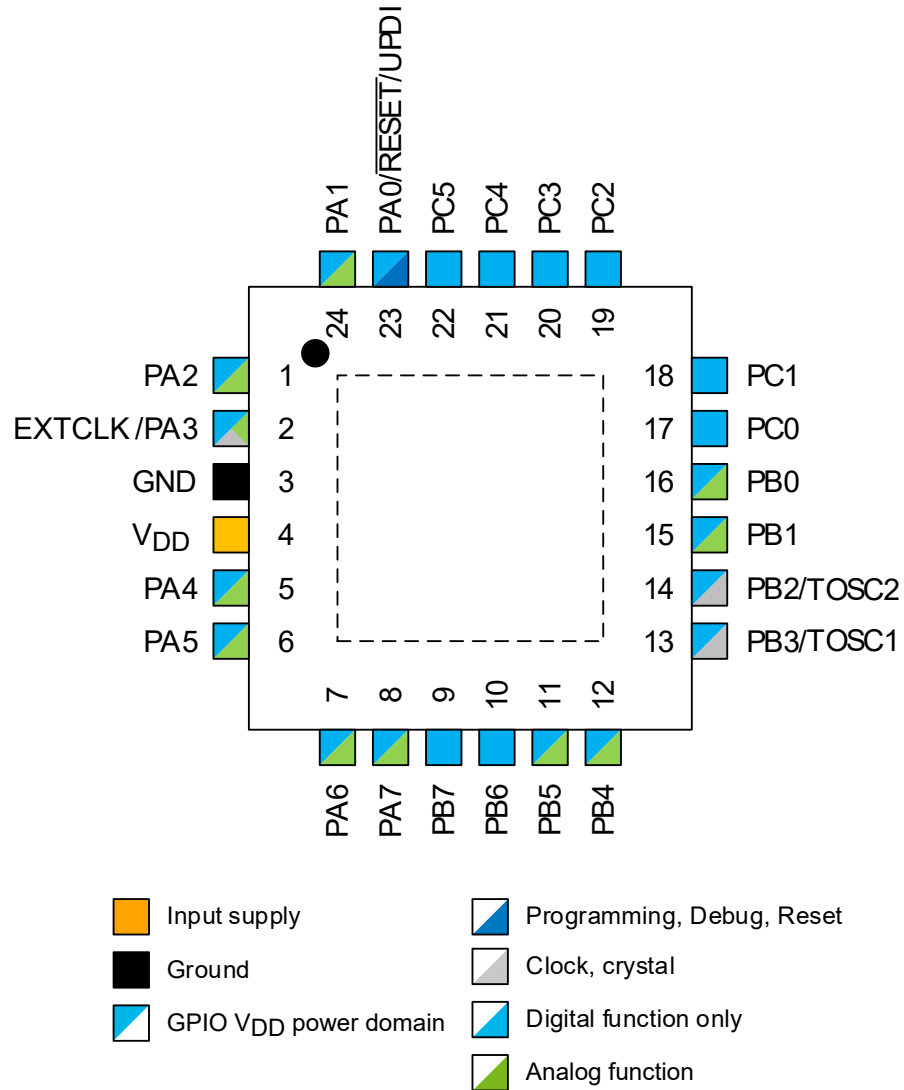 PA1
PA0/RESET/UPDI
PC5
PC4
PC3
PC2
24
23
22
21
20
19
PA2 1
EXTCLK/PA3 2
GND 3
VDD 4
PA4 5
PA5 6
18 PC1
17 PC0
16 PB0
15 PB1
14 PB2/TOSC2
13 PB3/TOSC1
7
8
9
10
11
12
PA6
PA7
PB7
PB6
PB5
PB4
Input supply
Ground
GPIO VDD power domain
Programming, Debug, Reset
Clock, crystal
Digital function only
Analog function